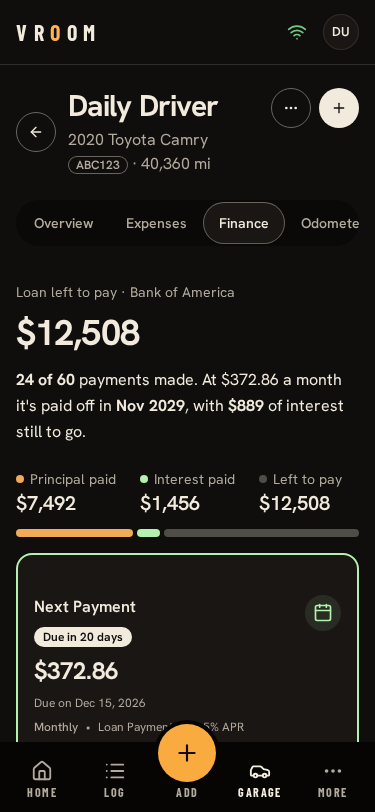 VROOM
DU
Daily Driver
2020 Toyota Camry
ABC123 · 40,360 mi
Overview Expenses Finance Odomete
Loan left to pay · Bank of America
$12,508
24 of 60 payments made. At $372.86 a month
it's paid off in Nov 2029, with $889 of interest
still to go.
Principal paid Interest paid Left to pay
$7,492 $1,456 $12,508
Next Payment
Due in 20 days
$372.86
Due on Dec 15, 2026
Monthly • Loan Paymen 5% APR
HOME LOG ADD GARAGE MORE